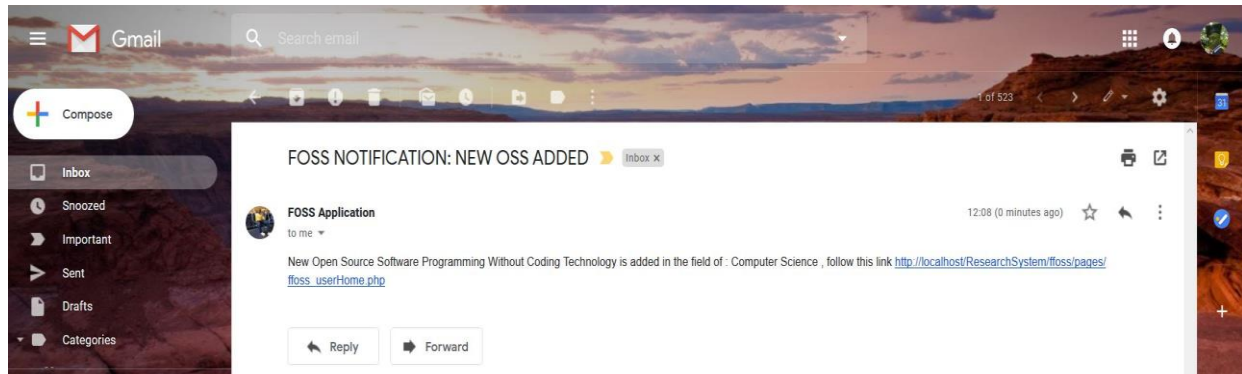 Gmail
Search email
Compose
1 of 523
31
Inbox
Snoozed
Important
Sent
Drafts
Categories
FOSS NOTIFICATION: NEW OSS ADDED Inbox x
FOSS Application 12:08 (0 minutes ago)
to me
New Open Source Software Programming Without Coding Technology is added in the field of : Computer Science , follow this link http://localhost/ResearchSystem/ffoss/pages/
ffoss_userHome.php
Reply Forward